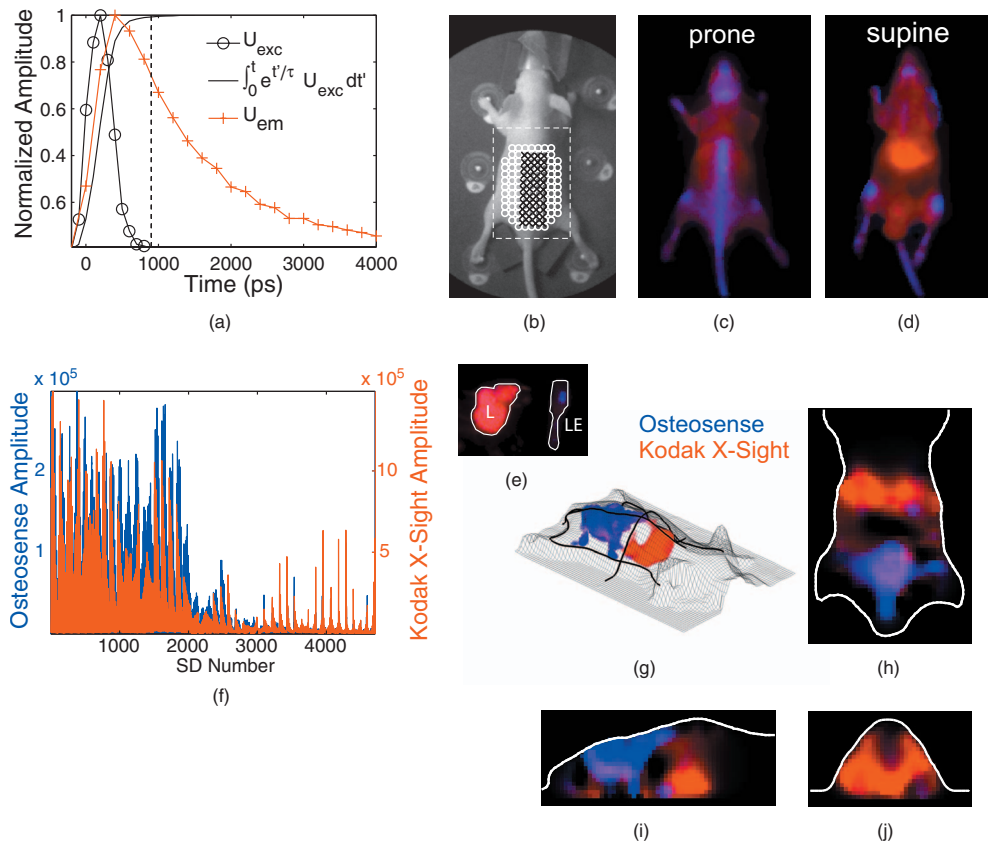 Normalized Amplitude
1
0.8
0.6
0.4
0.6
U_exc
∫_0^t e^{t'/τ} U_exc dt'
U_em
0 1000 2000 3000 4000
Time (ps)
(a)
(b)
prone
(c)
supine
(d)
x 10^5
x 10^5
Osteosense Amplitude
2
1
10
5
Kodak X-Sight Amplitude
1000 2000 3000 4000
SD Number
(f)
L
LE
(e)
Osteosense
Kodak X-Sight
(g)
(h)
(i)
(j)